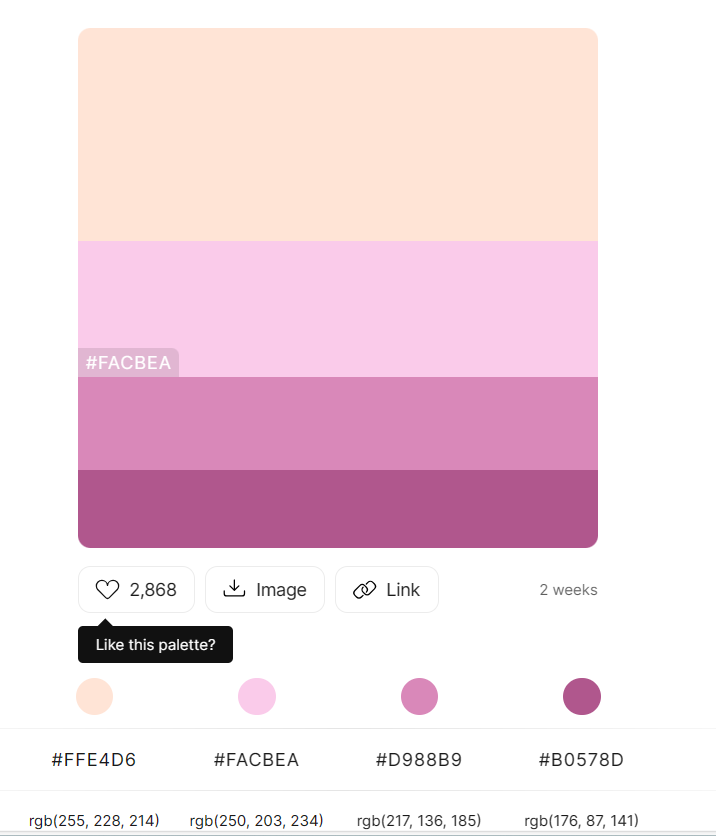 #FACBEA
2,868 Image Link 2 weeks
Like this palette?
#FFE4D6 #FACBEA #D988B9 #B0578D
rgb(255, 228, 214) rgb(250, 203, 234) rgb(217, 136, 185) rgb(176, 87, 141)